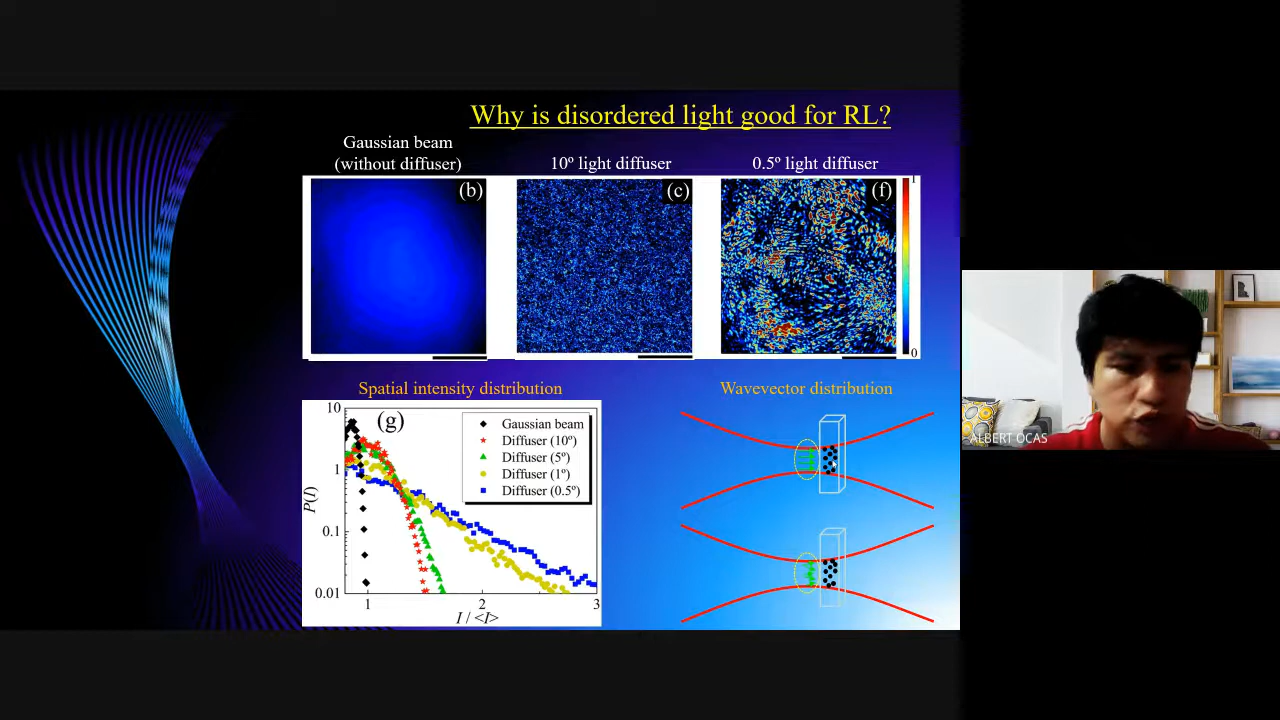 Why is disordered light good for RL?
Gaussian beam
(without diffuser)
10º light diffuser
0.5º light diffuser
(b)
(c)
(f)
1
0
0
Spatial intensity distribution
Wavevector distribution
(g)
10
1
0.1
0.01
P(I)
Gaussian beam
Diffuser (10º)
Diffuser (5º)
Diffuser (1º)
Diffuser (0.5º)
1
2
3
I / <I>
ALBERT OCAS